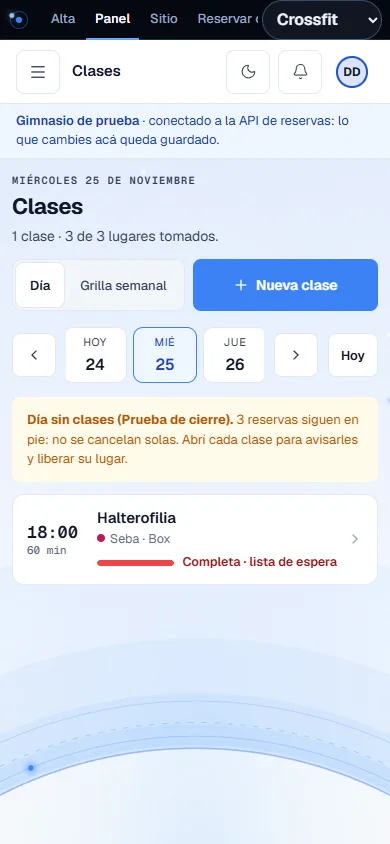 Alta Panel Sitio Reservar Crossfit
Clases DD
Gimnasio de prueba · conectado a la API de reservas: lo
que cambies acá queda guardado.
MIÉRCOLES 25 DE NOVIEMBRE
Clases
1 clase · 3 de 3 lugares tomados.
Día Grilla semanal + Nueva clase
HOY MIÉ JUE
24 25 26 Hoy
Día sin clases (Prueba de cierre). 3 reservas siguen en
pie: no se cancelan solas. Abrí cada clase para avisarles
y liberar su lugar.
Halterofilia
18:00 Seba · Box
60 min
Completa · lista de espera